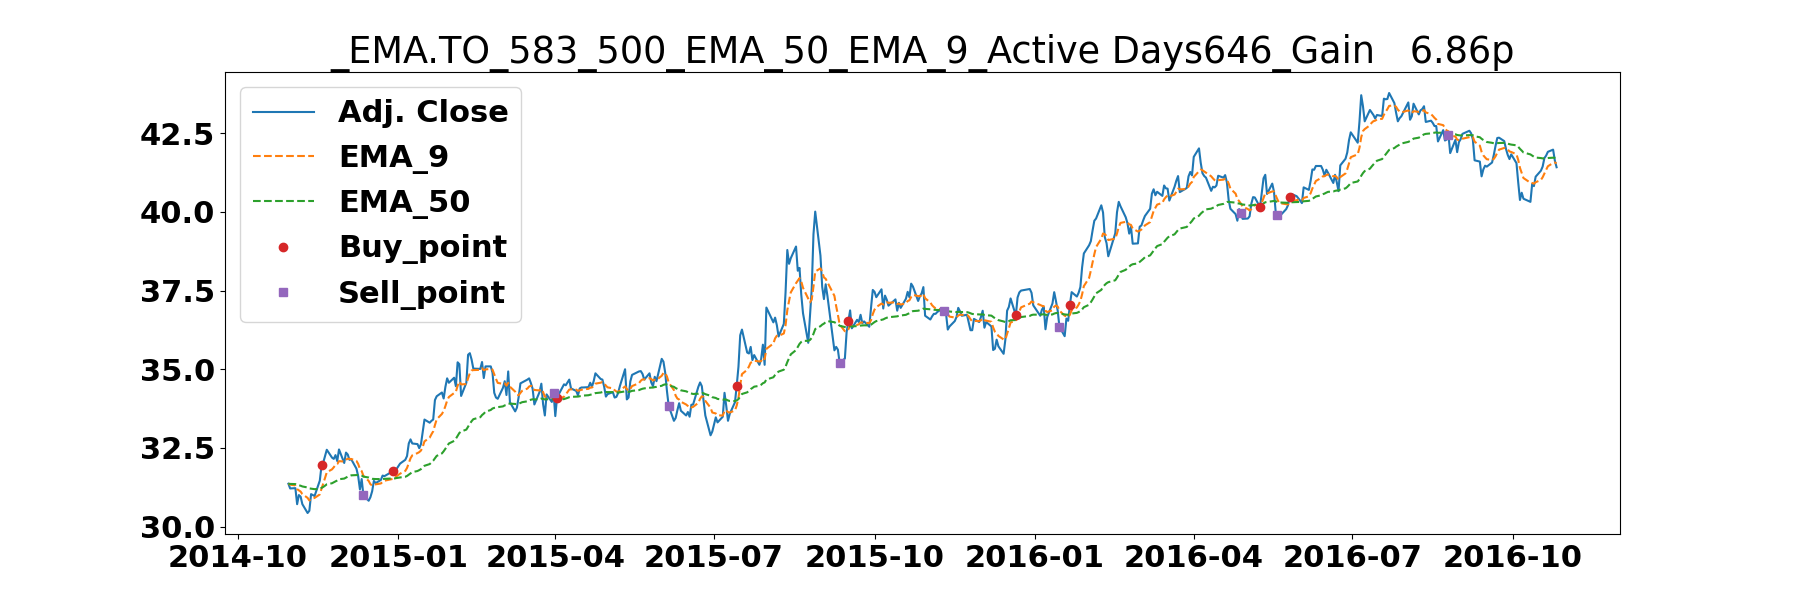 _EMA.TO_583_500_EMA_50_EMA_9_Active Days646_Gain   6.86p
Adj. Close
EMA_9
EMA_50
Buy_point
Sell_point
42.5
40.0
37.5
35.0
32.5
30.0
2014-10 2015-01 2015-04 2015-07 2015-10 2016-01 2016-04 2016-07 2016-10